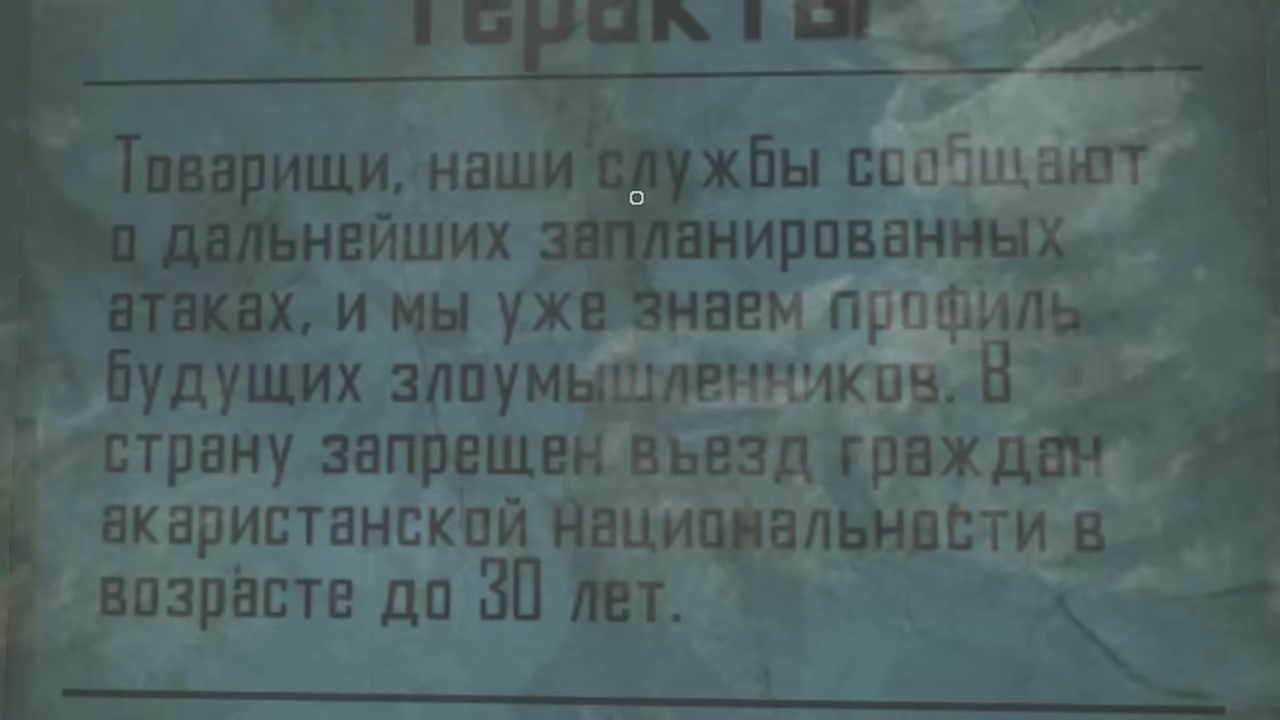 Теракты
Товарищи, наши службы сообщают
о дальнейших запланированных
атаках, и мы уже знаем профиль
будущих злоумышленников. В
страну запрещен въезд граждан
акаристанской национальности в
возрасте до 30 лет.